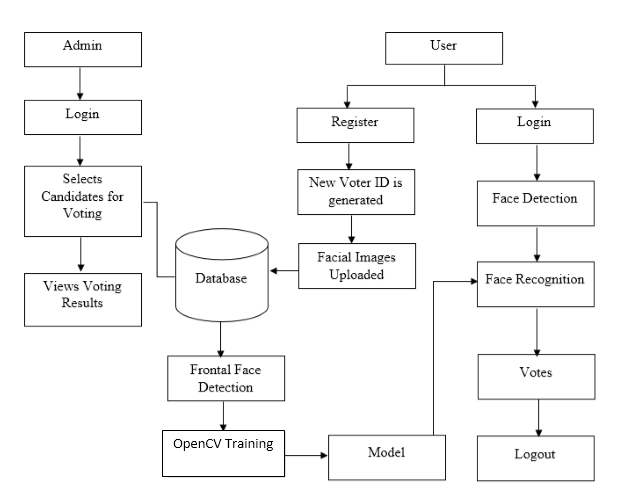 Admin
User
Login
Register
Login
Selects
Candidates for
Voting
New Voter ID is
generated
Face Detection
Facial Images
Uploaded
Database
Face Recognition
Views Voting
Results
Frontal Face
Detection
Votes
OpenCV Training
Model
Logout